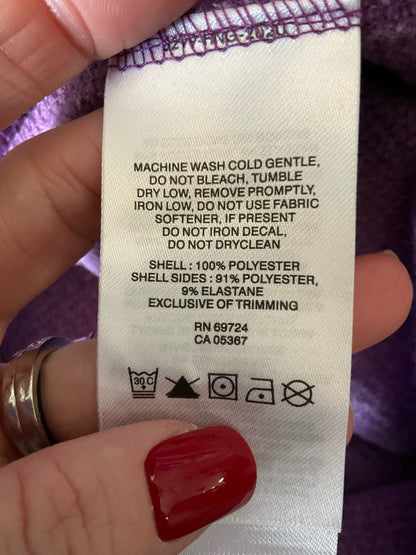 MACHINE WASH COLD GENTLE,
DO NOT BLEACH, TUMBLE
DRY LOW, REMOVE PROMPTLY,
IRON LOW, DO NOT USE FABRIC
SOFTENER, IF PRESENT
DO NOT IRON DECAL,
DO NOT DRYCLEAN
SHELL : 100% POLYESTER
SHELL SIDES : 91% POLYESTER,
9% ELASTANE
EXCLUSIVE OF TRIMMING
RN 69724
CA 05367
30 C